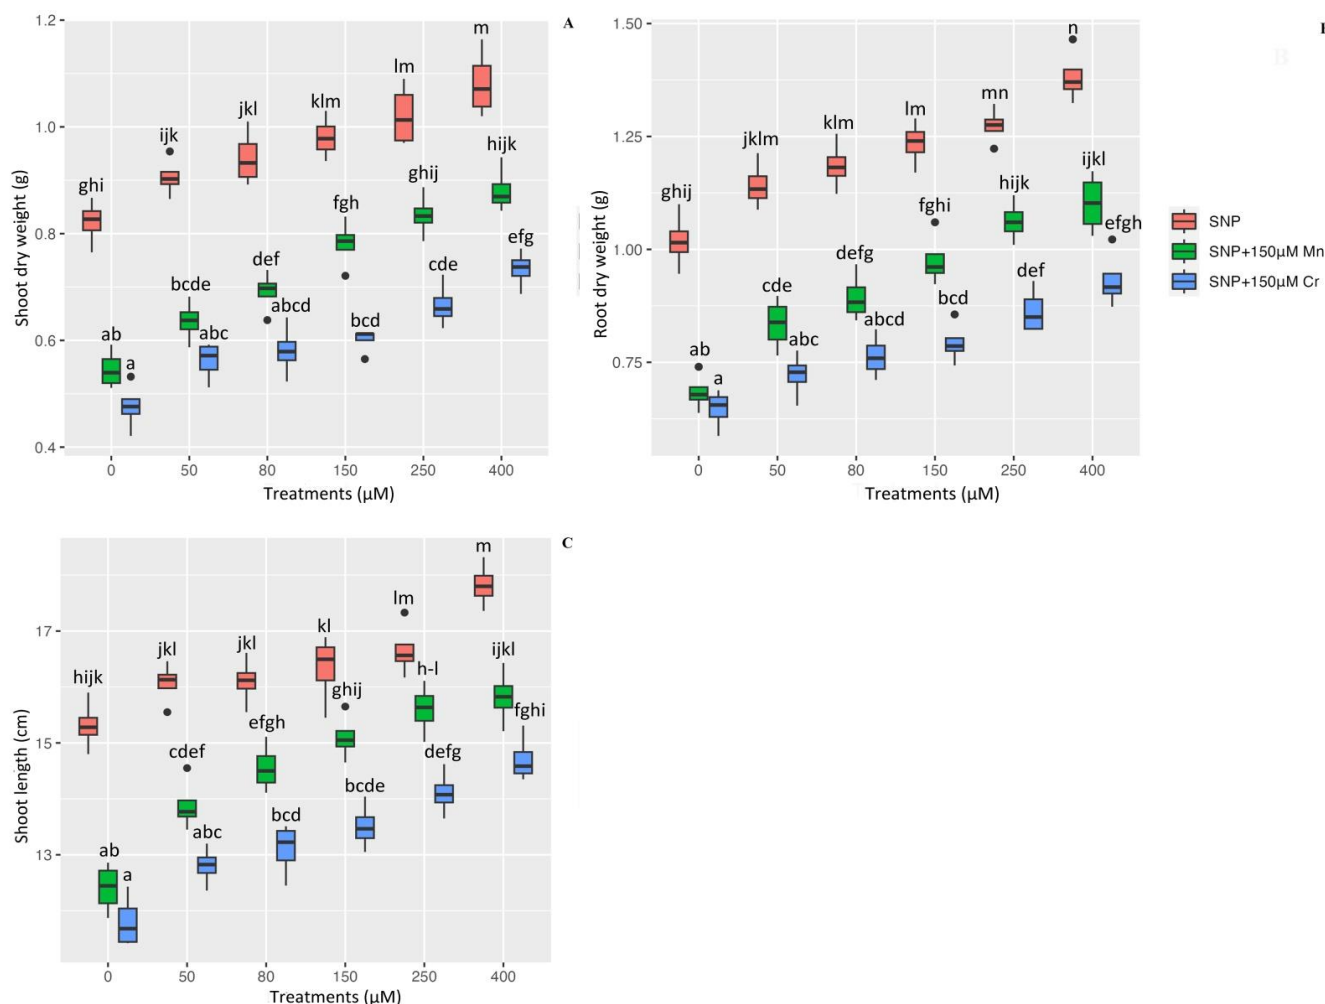 A
Shoot dry weight (g)
1.2
1.0
0.8
0.6
0.4
ghi
ijk
jkl
klm
lm
m
ab
a
bcde
abc
def
abcd
fgh
bcd
ghij
cde
hijk
efg
0 50 80 150 250 400
Treatments (µM)
B
Root dry weight (g)
1.50
1.25
1.00
0.75
ghij
jklm
klm
lm
mn
n
ab
a
cde
abc
defg
abcd
fghi
bcd
hijk
def
ijkl
efgh
0 50 80 150 250 400
Treatments (µM)
SNP
SNP+150µM Mn
SNP+150µM Cr
C
Shoot length (cm)
17
15
13
hijk
jkl
jkl
kl
lm
m
ab
a
cdef
abc
efgh
bcd
ghij
bcde
h-l
defg
ijkl
fghi
0 50 80 150 250 400
Treatments (µM)